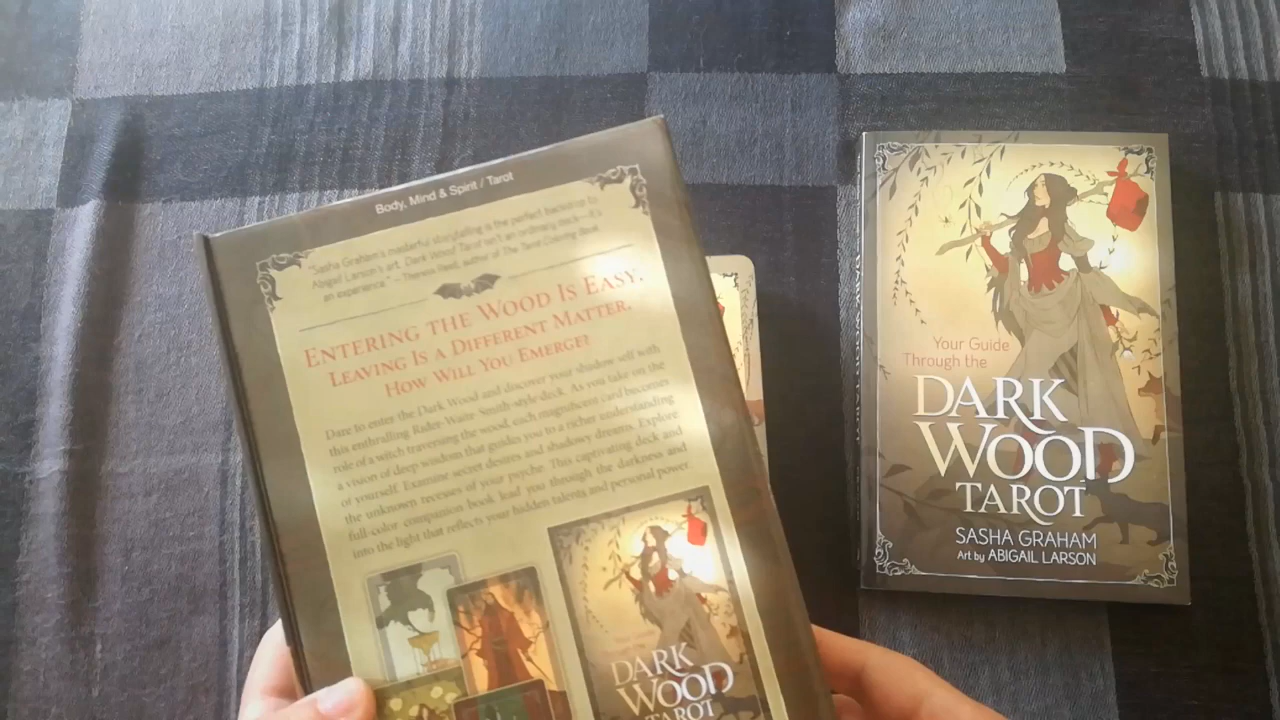 Body, Mind & Spirit / Tarot
"Sasha Graham's masterful storytelling is the perfect backdrop to
Abigail Larson's art. Dark Wood Tarot isn't an ordinary deck—it's
an experience." — Theresa Reed, author of The Tarot Coloring Book
ENTERING THE WOOD IS EASY.
LEAVING IS A DIFFERENT MATTER.
HOW WILL YOU EMERGE?
Dare to enter the Dark Wood and discover your shadow self with
this enthralling Rider-Waite-Smith-style deck. As you take on the
role of a witch traversing the wood, each magnificent card becomes
a vision of deep wisdom that guides you to a richer understanding
of yourself. Examine secret desires and shadowy dreams. Explore
the unknown recesses of your psyche. This captivating deck and
full-color companion book lead you through the darkness and
into the light that reflects your hidden talents and personal power.
DARK
WOOD
TAROT
Your Guide
Through the
DARK
WOOD
TAROT
SASHA GRAHAM
Art by ABIGAIL LARSON